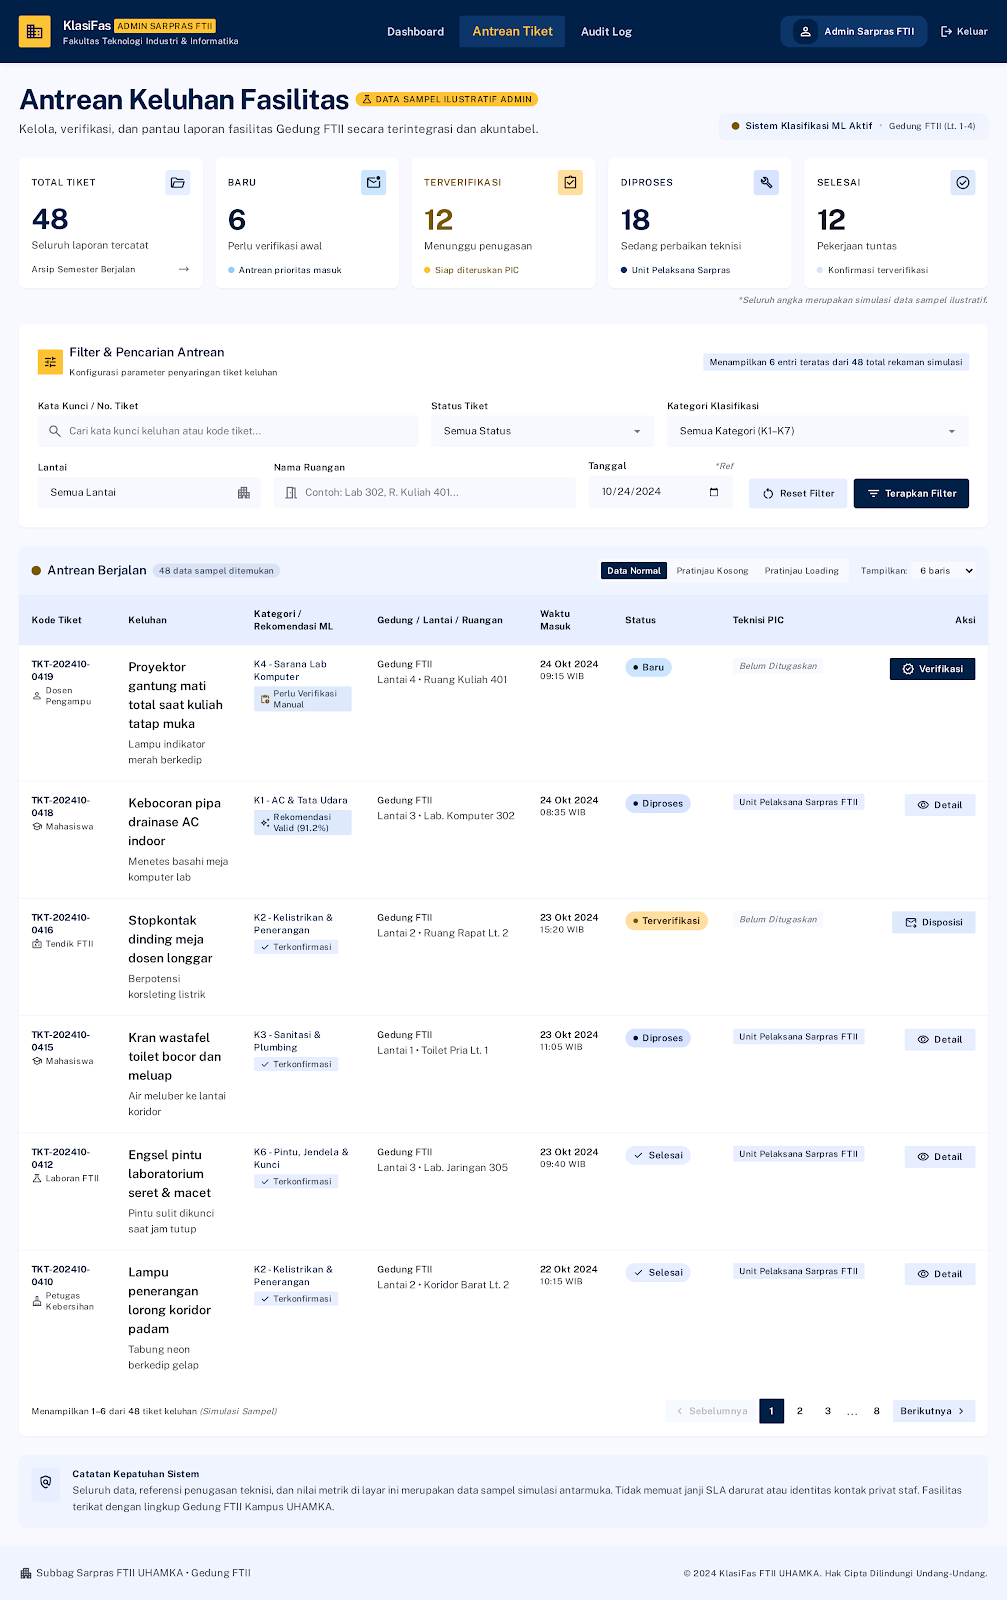 KlasiFas ADMIN SARPRAS FTII
Fakultas Teknologi Industri & Informatika
Dashboard
Antrean Tiket
Audit Log
Admin Sarpras FTII
Keluar
Antrean Keluhan Fasilitas
DATA SAMPEL ILUSTRATIF ADMIN
Kelola, verifikasi, dan pantau laporan fasilitas Gedung FTII secara terintegrasi dan akuntabel.
Sistem Klasifikasi ML Aktif • Gedung FTII (Lt. 1-4)
TOTAL TIKET
48
Seluruh laporan tercatat
Arsip Semester Berjalan →
BARU
6
Perlu verifikasi awal
Antrean prioritas masuk
TERVERIFIKASI
12
Menunggu penugasan
Siap diteruskan PIC
DIPROSES
18
Sedang perbaikan teknisi
Unit Pelaksana Sarpras
SELESAI
12
Pekerjaan tuntas
Konfirmasi terverifikasi
*Seluruh angka merupakan simulasi data sampel ilustratif.
Filter & Pencarian Antrean
Konfigurasi parameter penyaringan tiket keluhan
Menampilkan 6 entri teratas dari 48 total rekaman simulasi
Kata Kunci / No. Tiket
Cari kata kunci keluhan atau kode tiket...
Status Tiket
Semua Status
Kategori Klasifikasi
Semua Kategori (K1–K7)
Lantai
Semua Lantai
Nama Ruangan
Contoh: Lab 302, R. Kuliah 401...
Tanggal
*Ref
10/24/2024
Reset Filter
Terapkan Filter
Antrean Berjalan
48 data sampel ditemukan
Data Normal
Pratinjau Kosong
Pratinjau Loading
Tampilkan:
6 baris
Kode Tiket
Keluhan
Kategori /
Rekomendasi ML
Gedung / Lantai / Ruangan
Waktu
Masuk
Status
Teknisi PIC
Aksi
TKT-202410-
0419
Dosen
Pengampu
Proyektor
gantung mati
total saat kuliah
tatap muka
Lampu indikator
merah berkedip
K4 - Sarana Lab
Komputer
Perlu Verifikasi
Manual
Gedung FTII
Lantai 4 • Ruang Kuliah 401
24 Okt 2024
09:15 WIB
Baru
Belum Ditugaskan
Verifikasi
TKT-202410-
0418
Mahasiswa
Kebocoran pipa
drainase AC
indoor
Menetes basahi meja
komputer lab
K1 - AC & Tata Udara
Rekomendasi
Valid (91.2%)
Gedung FTII
Lantai 3 • Lab. Komputer 302
24 Okt 2024
08:35 WIB
Diproses
Unit Pelaksana Sarpras FTII
Detail
TKT-202410-
0416
Tendik FTII
Stopkontak
dinding meja
dosen longgar
Berpotensi
korsleting listrik
K2 - Kelistrikan &
Penerangan
Terkonfirmasi
Gedung FTII
Lantai 2 • Ruang Rapat Lt. 2
23 Okt 2024
15:20 WIB
Terverifikasi
Belum Ditugaskan
Disposisi
TKT-202410-
0415
Mahasiswa
Kran wastafel
toilet bocor dan
meluap
Air meluber ke lantai
koridor
K3 - Sanitasi &
Plumbing
Terkonfirmasi
Gedung FTII
Lantai 1 • Toilet Pria Lt. 1
23 Okt 2024
11:05 WIB
Diproses
Unit Pelaksana Sarpras FTII
Detail
TKT-202410-
0412
Laboran FTII
Engsel pintu
laboratorium
seret & macet
Pintu sulit dikunci
saat jam tutup
K6 - Pintu, Jendela &
Kunci
Terkonfirmasi
Gedung FTII
Lantai 3 • Lab. Jaringan 305
23 Okt 2024
09:40 WIB
Selesai
Unit Pelaksana Sarpras FTII
Detail
TKT-202410-
0410
Petugas
Kebersihan
Lampu
penerangan
lorong koridor
padam
Tabung neon
berkedip gelap
K2 - Kelistrikan &
Penerangan
Terkonfirmasi
Gedung FTII
Lantai 2 • Koridor Barat Lt. 2
22 Okt 2024
10:15 WIB
Selesai
Unit Pelaksana Sarpras FTII
Detail
Menampilkan 1–6 dari 48 tiket keluhan (Simulasi Sampel)
Sebelumnya 1 2 3 ... 8 Berikutnya
Catatan Kepatuhan Sistem
Seluruh data, referensi penugasan teknisi, dan nilai metrik di layar ini merupakan data sampel simulasi antarmuka. Tidak memuat janji SLA darurat atau identitas kontak privat staf. Fasilitas
terikat dengan lingkup Gedung FTII Kampus UHAMKA.
Subbag Sarpras FTII UHAMKA • Gedung FTII
© 2024 KlasiFas FTII UHAMKA. Hak Cipta Dilindungi Undang-Undang.